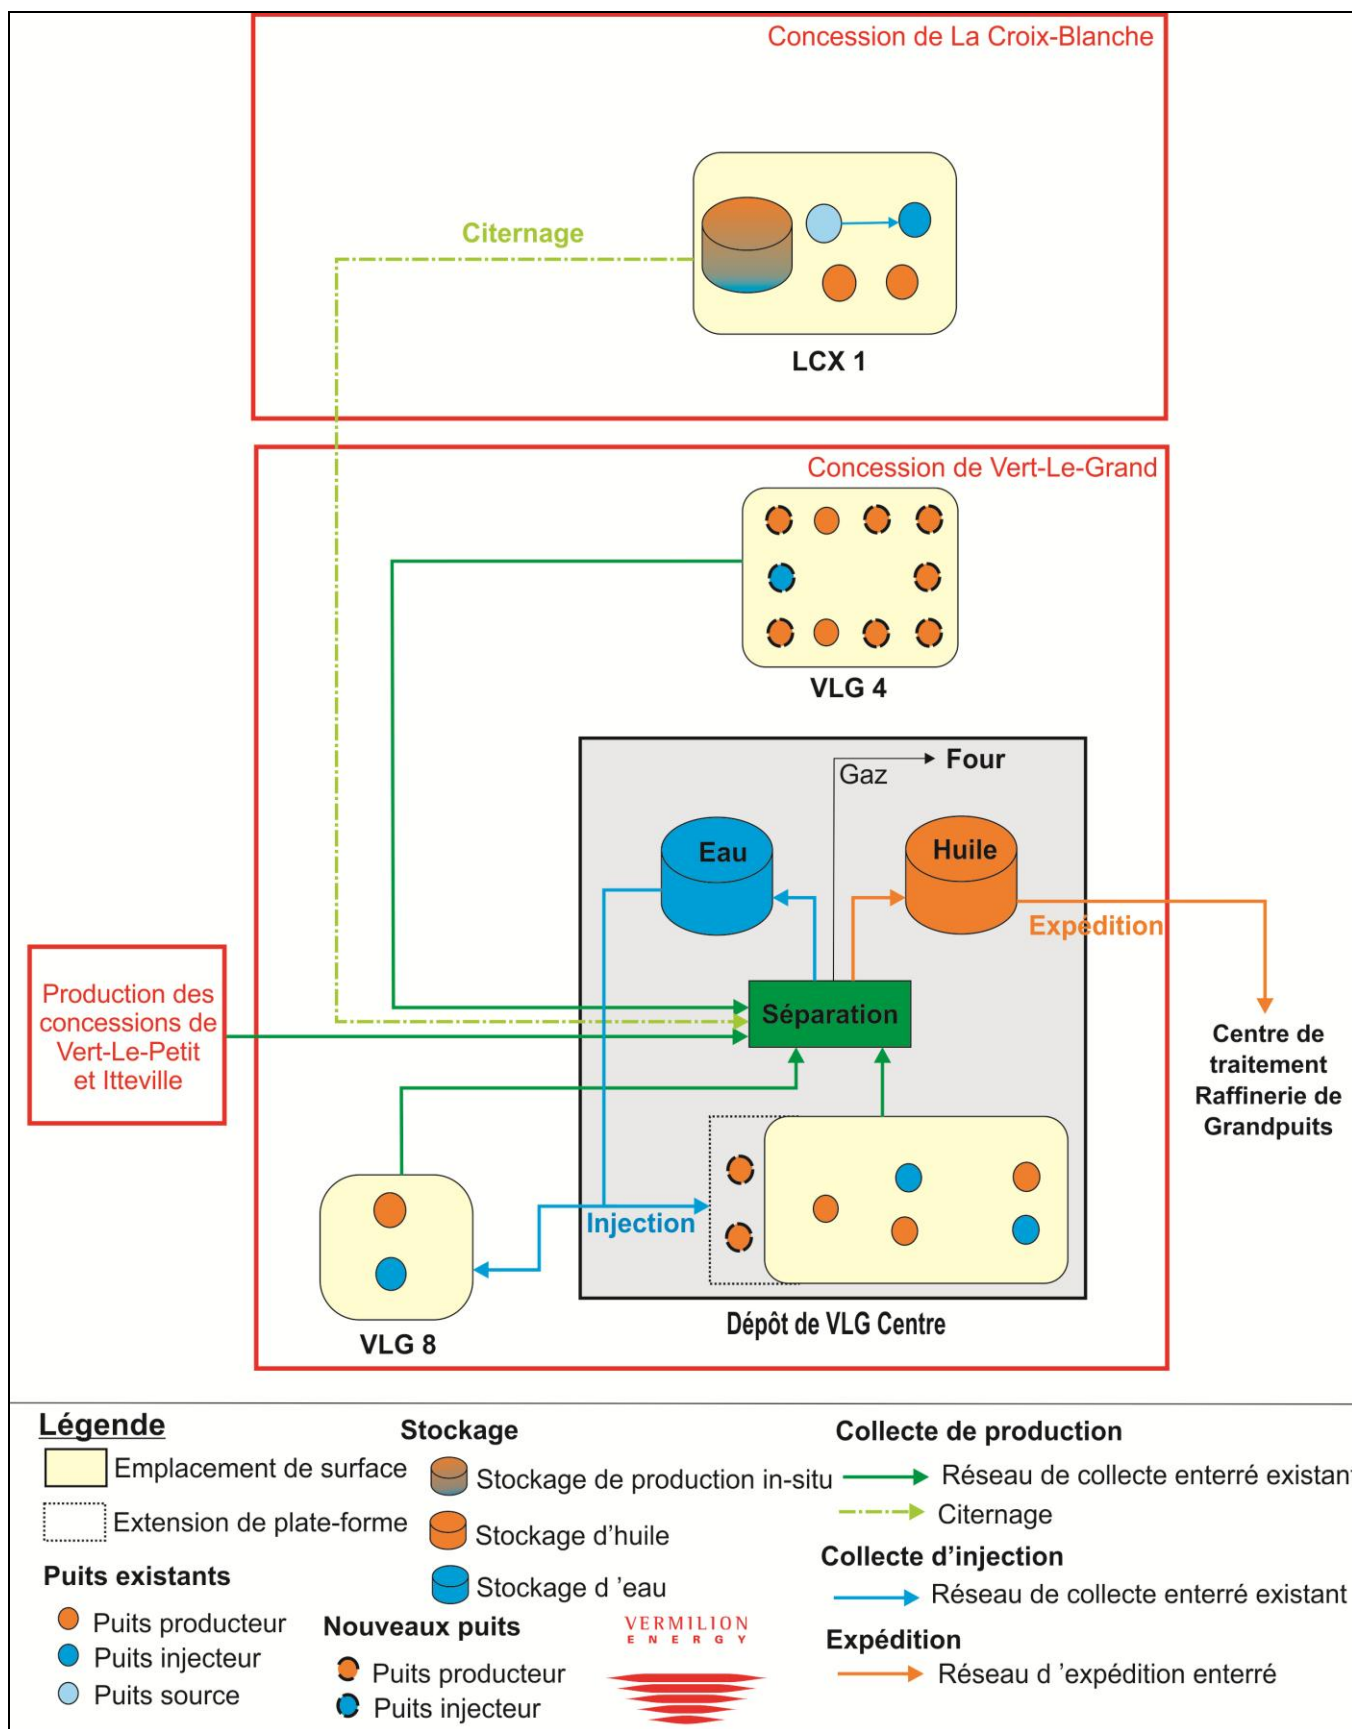 Concession de La Croix-Blanche
Citernage
LCX 1
Concession de Vert-Le-Grand
VLG 4
Gaz
Four
Eau
Huile
Expédition
Production des
concessions de
Vert-Le-Petit
et Itteville
Séparation
Centre de
traitement
Raffinerie de
Grandpuits
Injection
VLG 8
Dépôt de VLG Centre
Légende
Emplacement de surface
Extension de plate-forme
Puits existants
Puits producteur
Puits injecteur
Puits source
Stockage
Stockage de production in-situ
Stockage d'huile
Stockage d 'eau
Nouveaux puits
Puits producteur
Puits injecteur
VERMILION
ENERGY
Collecte de production
Réseau de collecte enterré existant
Citernage
Collecte d'injection
Réseau de collecte enterré existant
Expédition
Réseau d 'expédition enterré